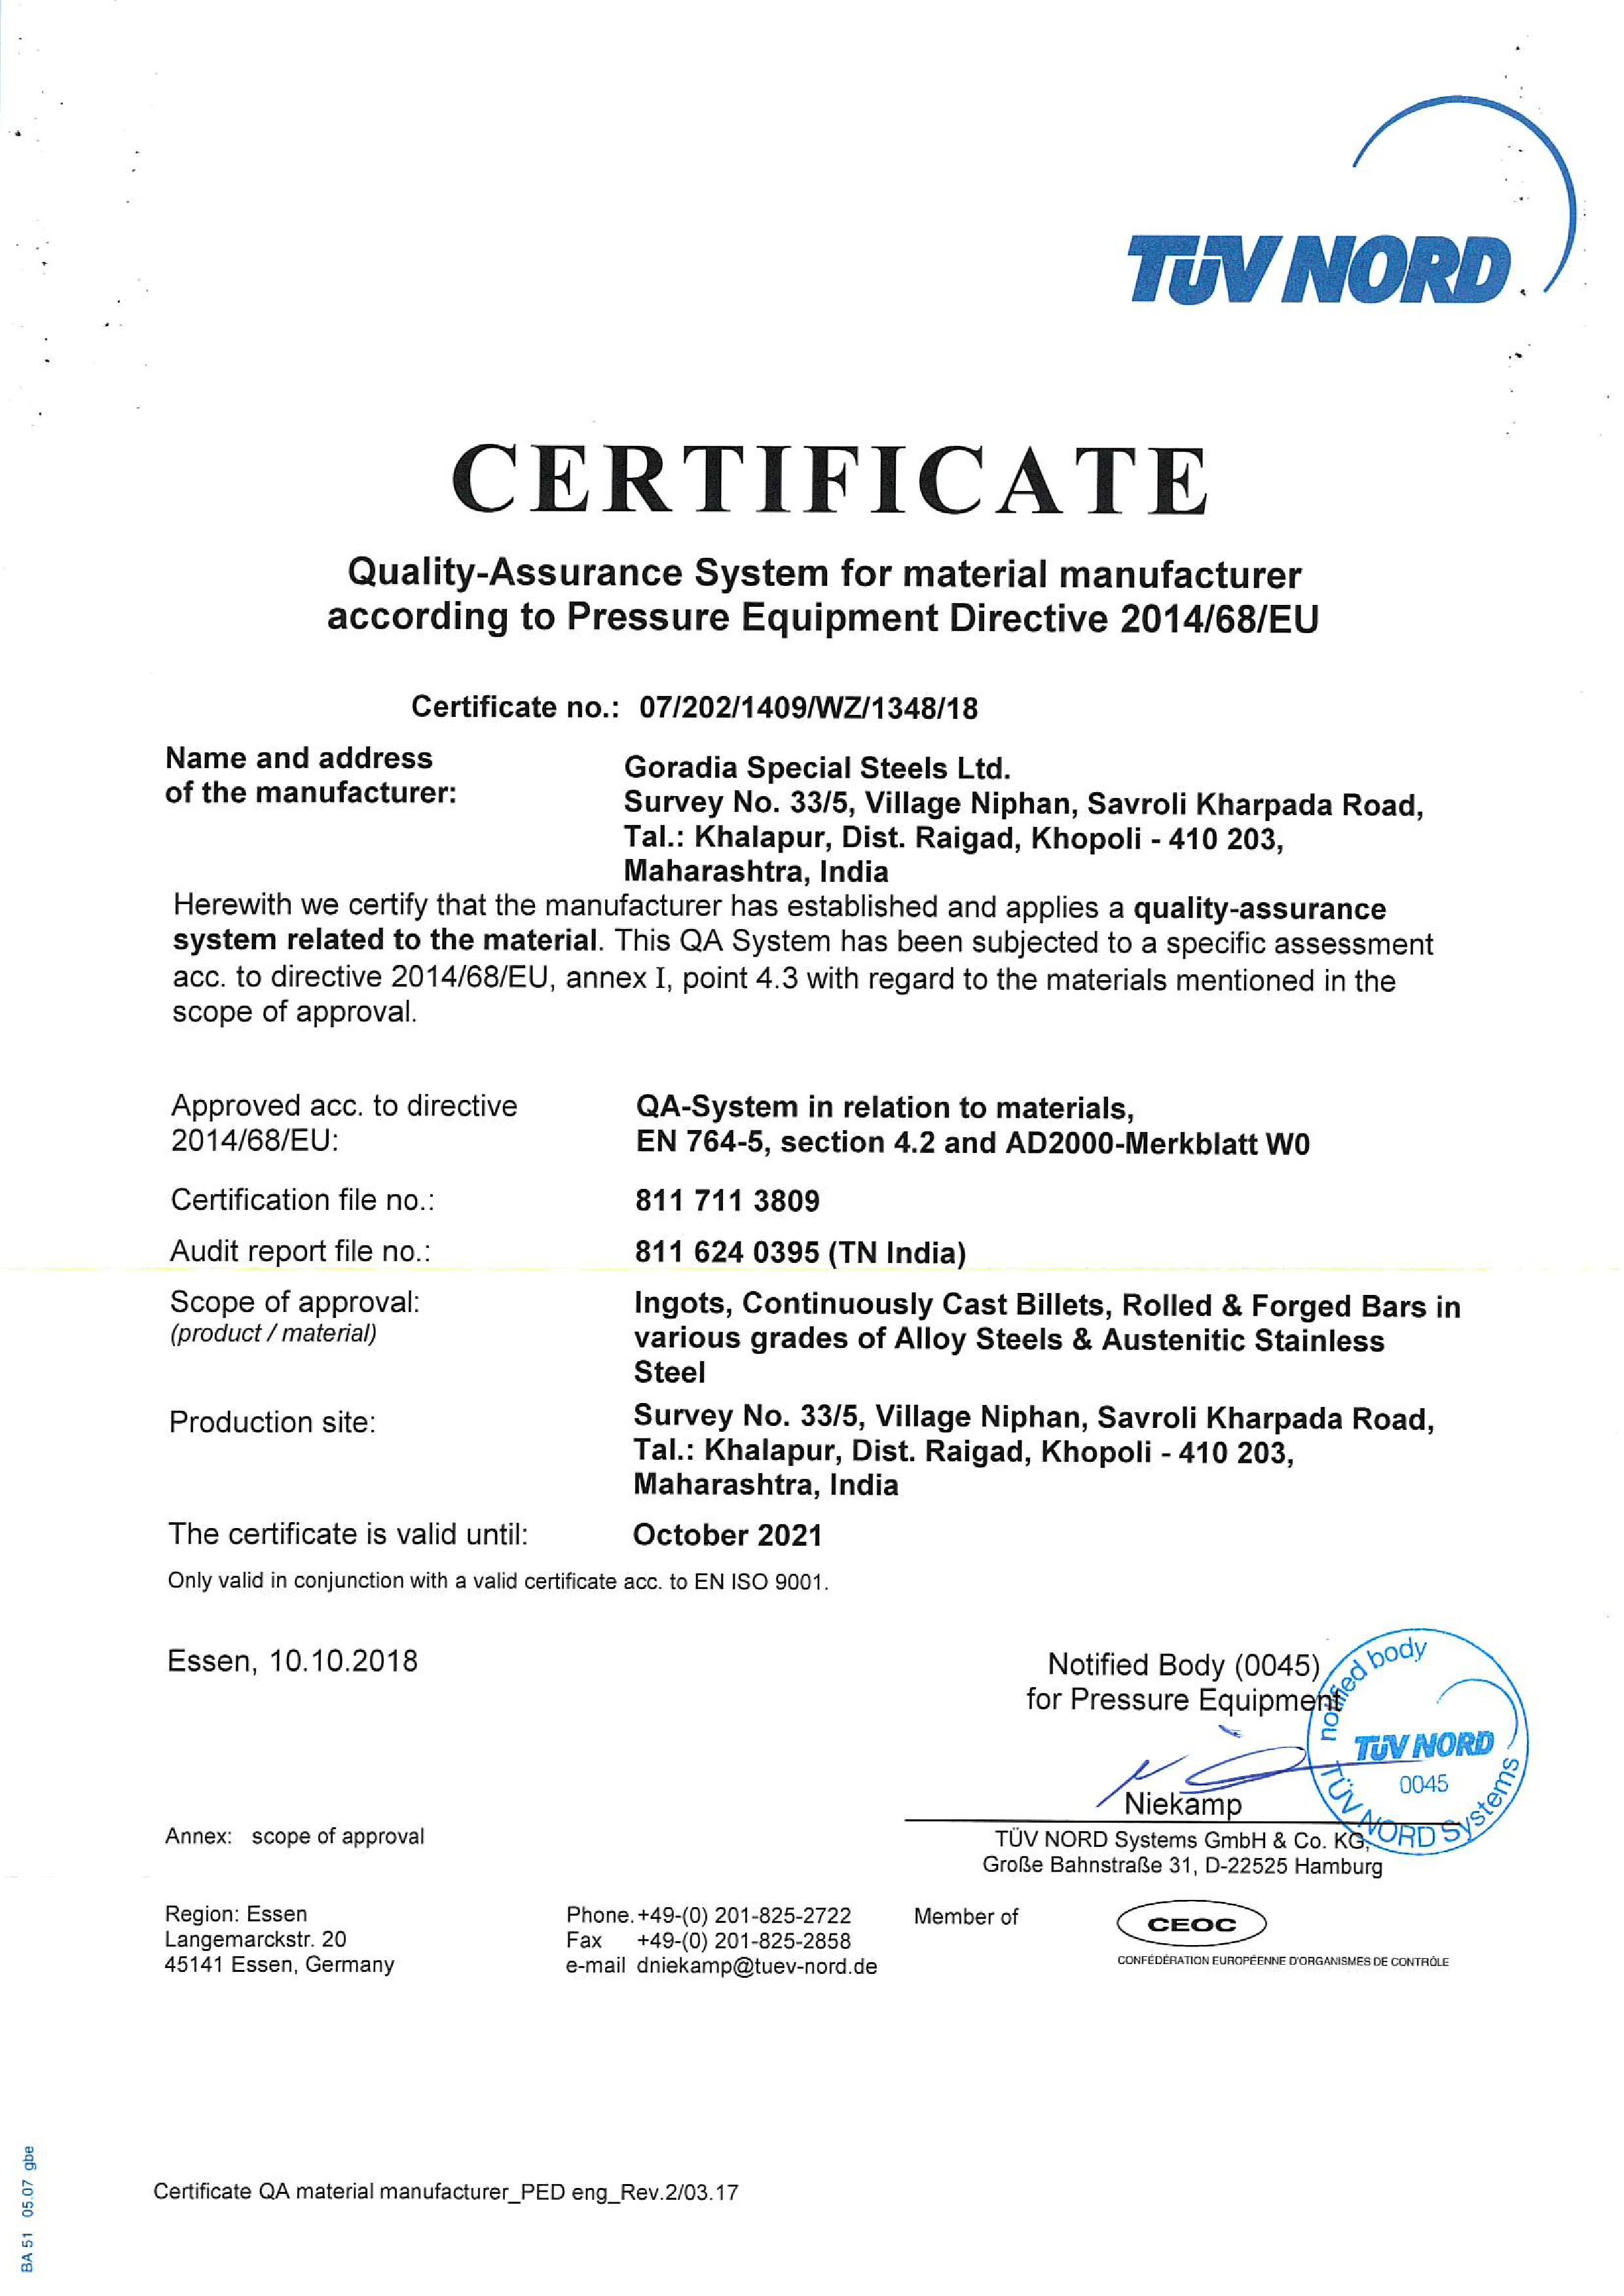 TÜV NORD
CERTIFICATE
Quality-Assurance System for material manufacturer
according to Pressure Equipment Directive 2014/68/EU
Certificate no.: 07/202/1409/WZ/1348/18
Name and address
of the manufacturer:
Goradia Special Steels Ltd.
Survey No. 33/5, Village Niphan, Savroli Kharpada Road,
Tal.: Khalapur, Dist. Raigad, Khopoli - 410 203,
Maharashtra, India
Herewith we certify that the manufacturer has established and applies a quality-assurance
system related to the material. This QA System has been subjected to a specific assessment
acc. to directive 2014/68/EU, annex I, point 4.3 with regard to the materials mentioned in the
scope of approval.
Approved acc. to directive
2014/68/EU:
QA-System in relation to materials,
EN 764-5, section 4.2 and AD2000-Merkblatt W0
Certification file no.: 811 711 3809
Audit report file no.: 811 624 0395 (TN India)
Scope of approval:
(product / material)
Ingots, Continuously Cast Billets, Rolled & Forged Bars in
various grades of Alloy Steels & Austenitic Stainless
Steel
Production site:
Survey No. 33/5, Village Niphan, Savroli Kharpada Road,
Tal.: Khalapur, Dist. Raigad, Khopoli - 410 203,
Maharashtra, India
The certificate is valid until: October 2021
Only valid in conjunction with a valid certificate acc. to EN ISO 9001.
Essen, 10.10.2018
Notified Body (0045)
for Pressure Equipment
notified body
TÜV NORD
0045
TÜV NORD Systems
Niekamp
TÜV NORD Systems GmbH & Co. KG,
Große Bahnstraße 31, D-22525 Hamburg
Annex: scope of approval
Region: Essen
Langemarckstr. 20
45141 Essen, Germany
Phone. +49-(0) 201-825-2722
Fax +49-(0) 201-825-2858
e-mail dniekamp@tuev-nord.de
Member of
CEOC
CONFÉDÉRATION EUROPÉENNE D'ORGANISMES DE CONTRÔLE
Certificate QA material manufacturer_PED eng_Rev.2/03.17
BA 51 05.07 gbe